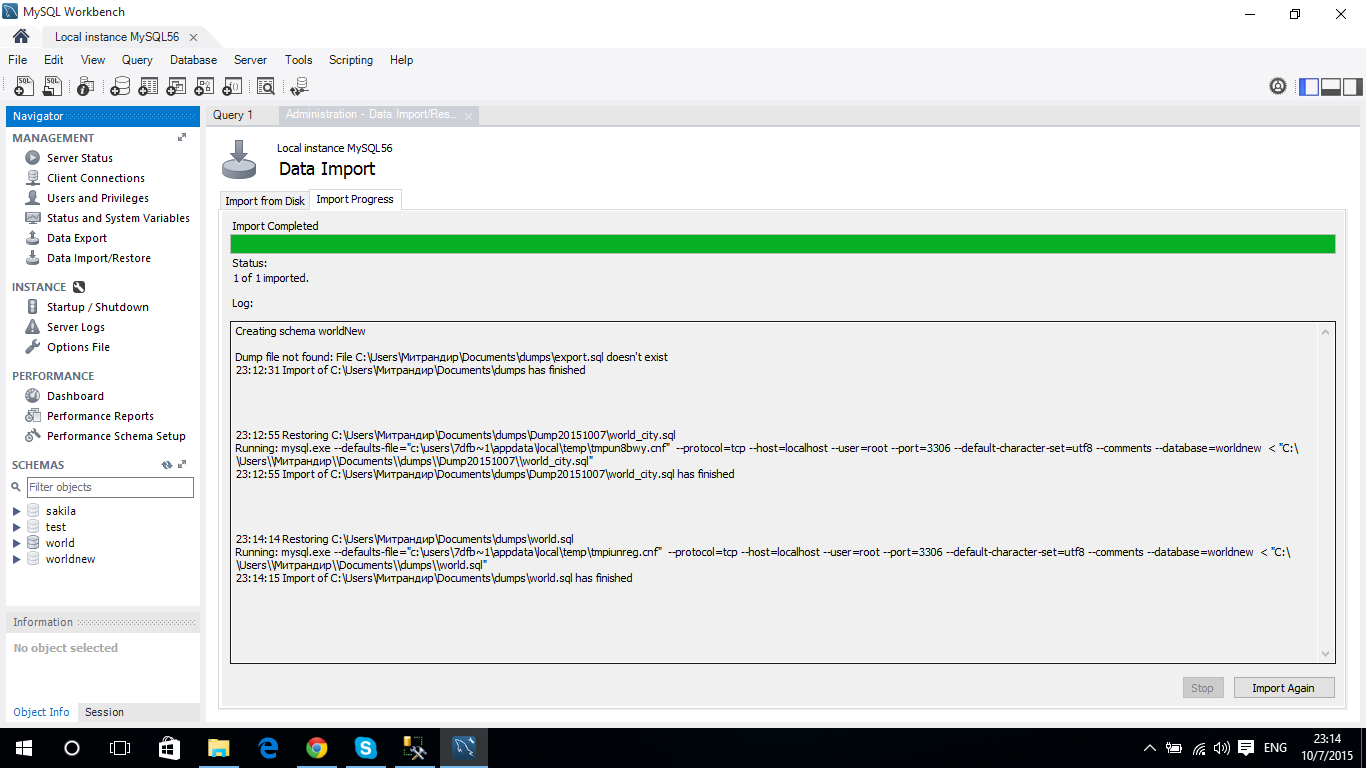 MySQL Workbench
Local instance MySQL56
File Edit View Query Database Server Tools Scripting Help
Navigator
MANAGEMENT
Server Status
Client Connections
Users and Privileges
Status and System Variables
Data Export
Data Import/Restore
INSTANCE
Startup / Shutdown
Server Logs
Options File
PERFORMANCE
Dashboard
Performance Reports
Performance Schema Setup
SCHEMAS
Filter objects
sakila
test
world
worldnew
Information
No object selected
Object Info Session
Query 1 Administration - Data Import/Res...
Local instance MySQL56
Data Import
Import from Disk Import Progress
Import Completed
Status:
1 of 1 imported.
Log:
Creating schema worldNew
Dump file not found: File C:\Users\Митрандир\Documents\dumps\export.sql doesn't exist
23:12:31 Import of C:\Users\Митрандир\Documents\dumps has finished
23:12:55 Restoring C:\Users\Митрандир\Documents\dumps\Dump20151007\world_city.sql
Running: mysql.exe --defaults-file="c:\users\7dfb~1\appdata\local\temp\tmpun8bwy.cnf"  --protocol=tcp --host=localhost --user=root --port=3306 --default-character-set=utf8 --comments --database=worldnew  < "C:\
\Users\\Митрандир\\Documents\\dumps\\Dump20151007\\world_city.sql"
23:12:55 Import of C:\Users\Митрандир\Documents\dumps\Dump20151007\world_city.sql has finished
23:14:14 Restoring C:\Users\Митрандир\Documents\dumps\world.sql
Running: mysql.exe --defaults-file="c:\users\7dfb~1\appdata\local\temp\tmpiunreg.cnf"  --protocol=tcp --host=localhost --user=root --port=3306 --default-character-set=utf8 --comments --database=worldnew  < "C:\
\Users\\Митрандир\\Documents\\dumps\\world.sql"
23:14:15 Import of C:\Users\Митрандир\Documents\dumps\world.sql has finished
Stop Import Again
ENG
23:14
10/7/2015